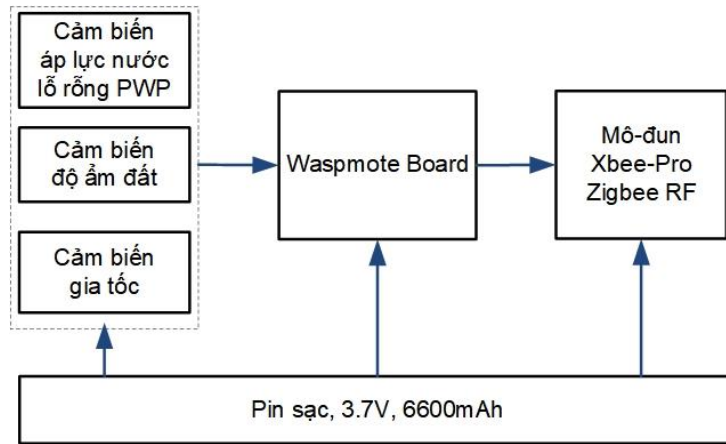 Cảm biến
áp lực nước
lỗ rỗng PWP
Cảm biến
độ ẩm đất
Cảm biến
gia tốc
Waspmote Board
Mô-đun
Xbee-Pro
Zigbee RF
Pin sạc, 3.7V, 6600mAh